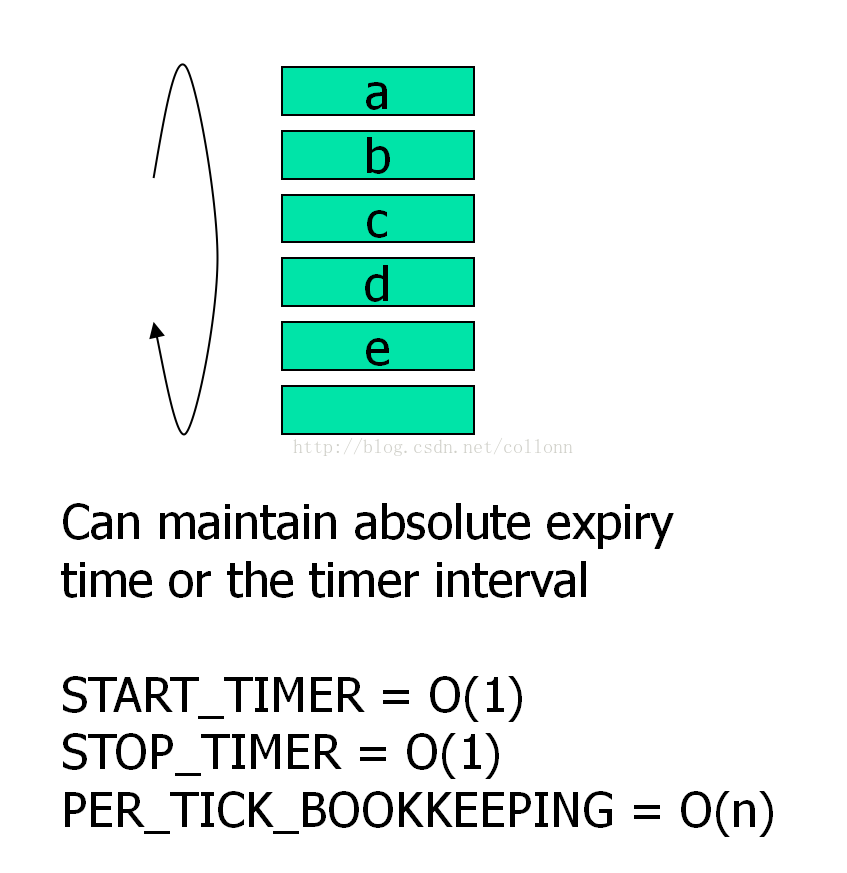 a
b
c
d
e
http://blog.csdn.net/collonn
Can maintain absolute expiry
time or the timer interval
START_TIMER = O(1)
STOP_TIMER = O(1)
PER_TICK_BOOKKEEPING = O(n)